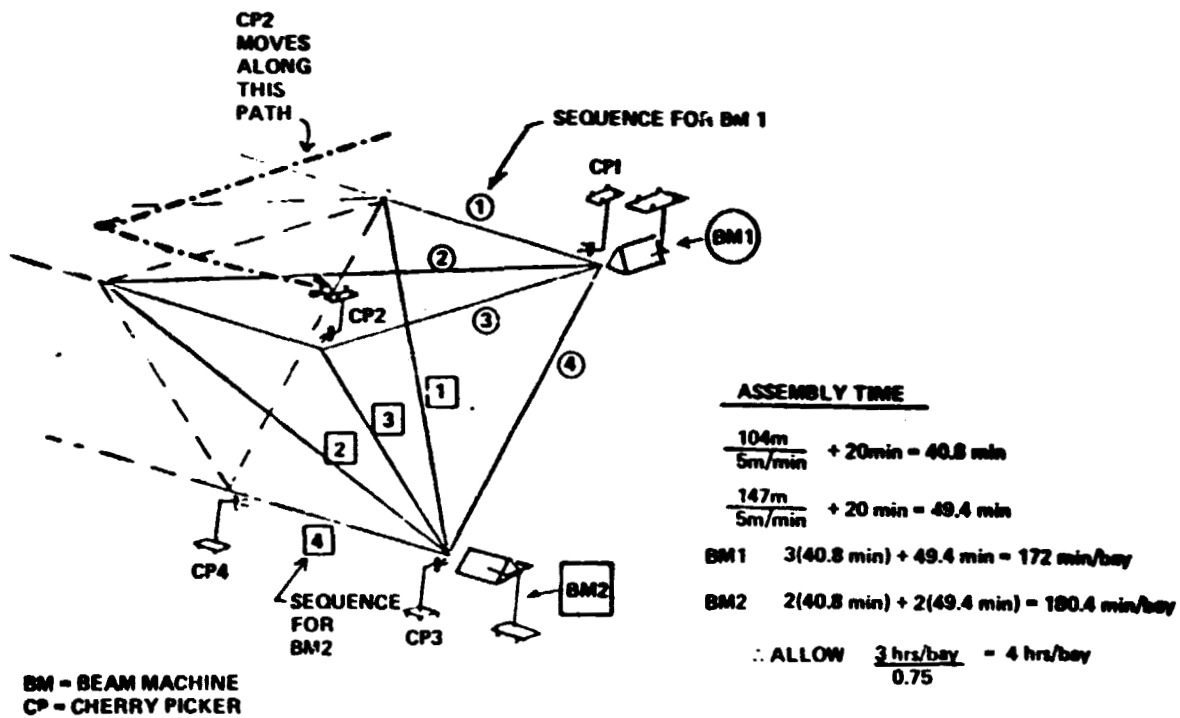 CP2
MOVES
ALONG
THIS
PATH
SEQUENCE FOR BM 1
CP1
1
BM1
2
CP2
3
4
1
3
2
4
CP4
SEQUENCE
FOR
BM2
CP3
BM2
ASSEMBLY TIME
104m
5m/min
+ 20min = 40.8 min
147m
5m/min
+ 20 min = 49.4 min
BM1 3(40.8 min) + 49.4 min = 172 min/bay
BM2 2(40.8 min) + 2(49.4 min) = 180.4 min/bay
∴ ALLOW 3 hrs/bay = 4 hrs/bay
0.75
BM = BEAM MACHINE
CP = CHERRY PICKER